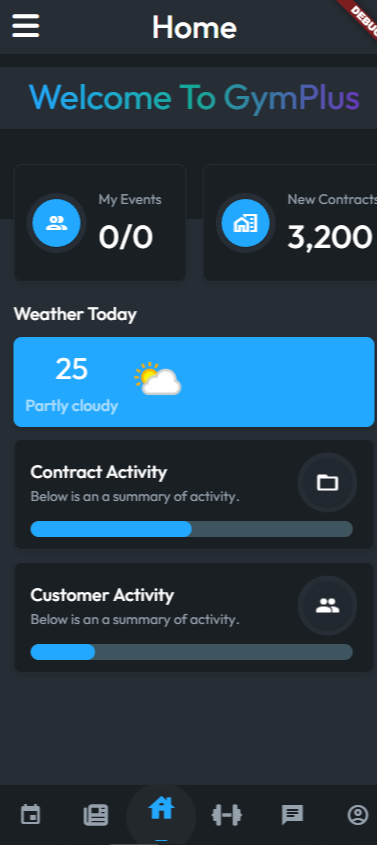 Home
DEBUG
Welcome To GymPlus
My Events
0/0
New Contracts
3,200
Weather Today
25
Partly cloudy
Contract Activity
Below is an a summary of activity.
Customer Activity
Below is an a summary of activity.